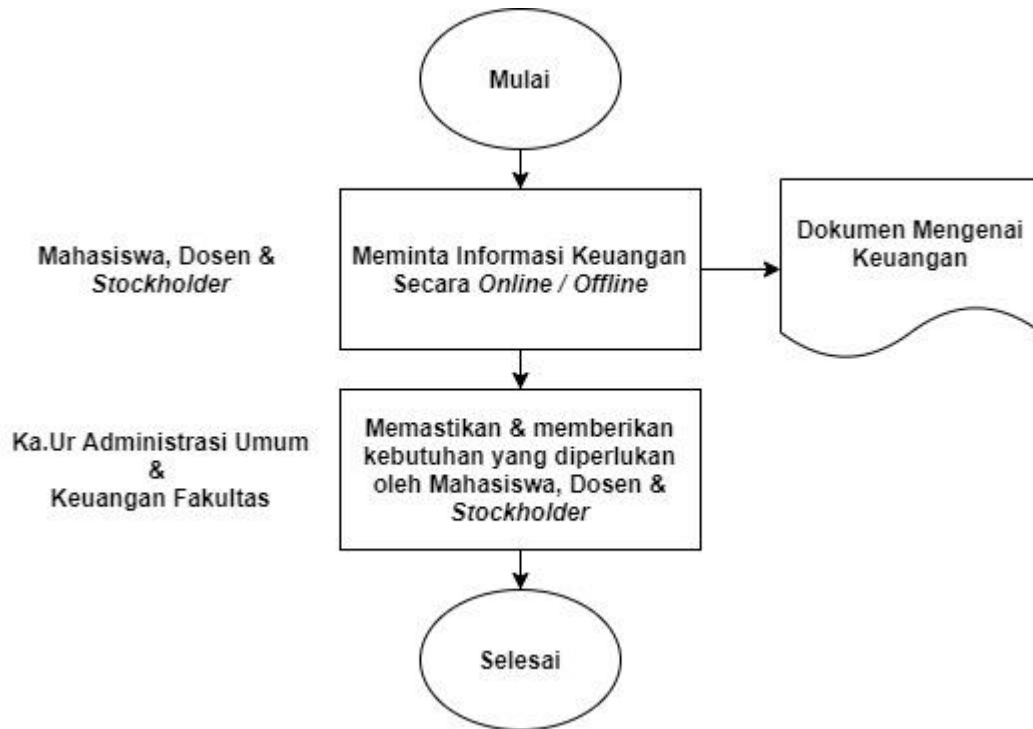 Mulai
Mahasiswa, Dosen &
Stockholder
Meminta Informasi Keuangan
Secara Online / Offline
Dokumen Mengenai
Keuangan
Ka.Ur Administrasi Umum
&
Keuangan Fakultas
Memastikan & memberikan
kebutuhan yang diperlukan
oleh Mahasiswa, Dosen &
Stockholder
Selesai